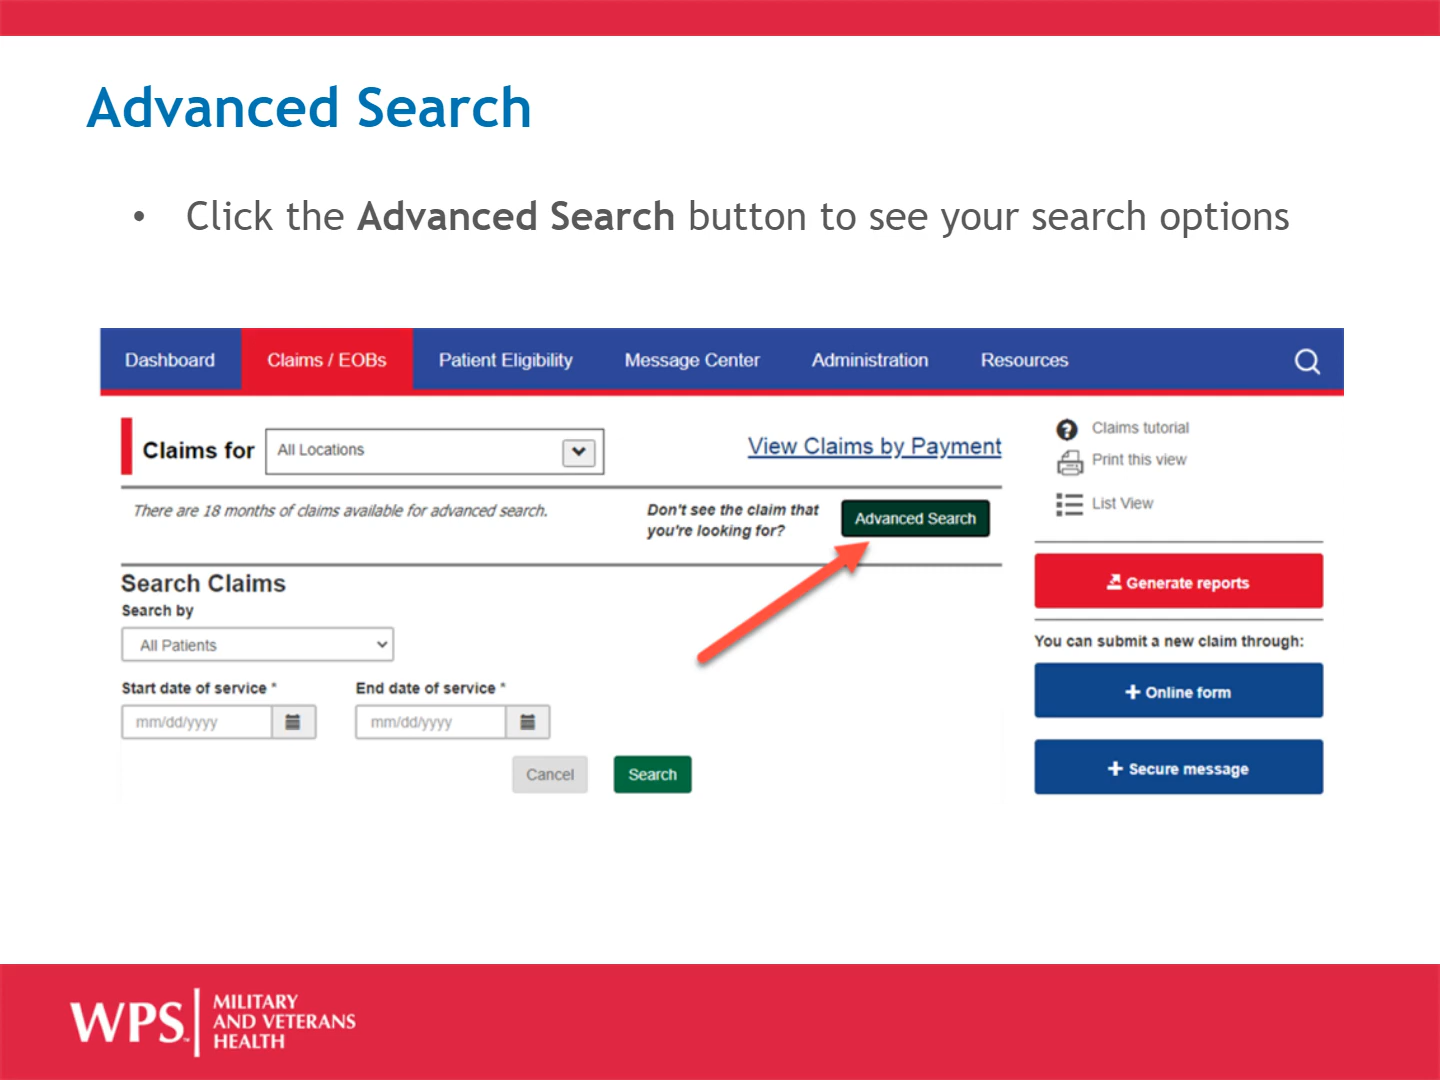 Advanced Search
• Click the Advanced Search button to see your search options
Dashboard Claims / EOBs Patient Eligibility Message Center Administration Resources
Claims for All Locations
View Claims by Payment
There are 18 months of claims available for advanced search.
Don't see the claim that
you're looking for?
Advanced Search
Search Claims
Search by
All Patients
Start date of service * End date of service *
mm/dd/yyyy mm/dd/yyyy
Cancel Search
Claims tutorial
Print this view
List View
Generate reports
You can submit a new claim through:
+ Online form
+ Secure message
WPS™ MILITARY
AND VETERANS
HEALTH